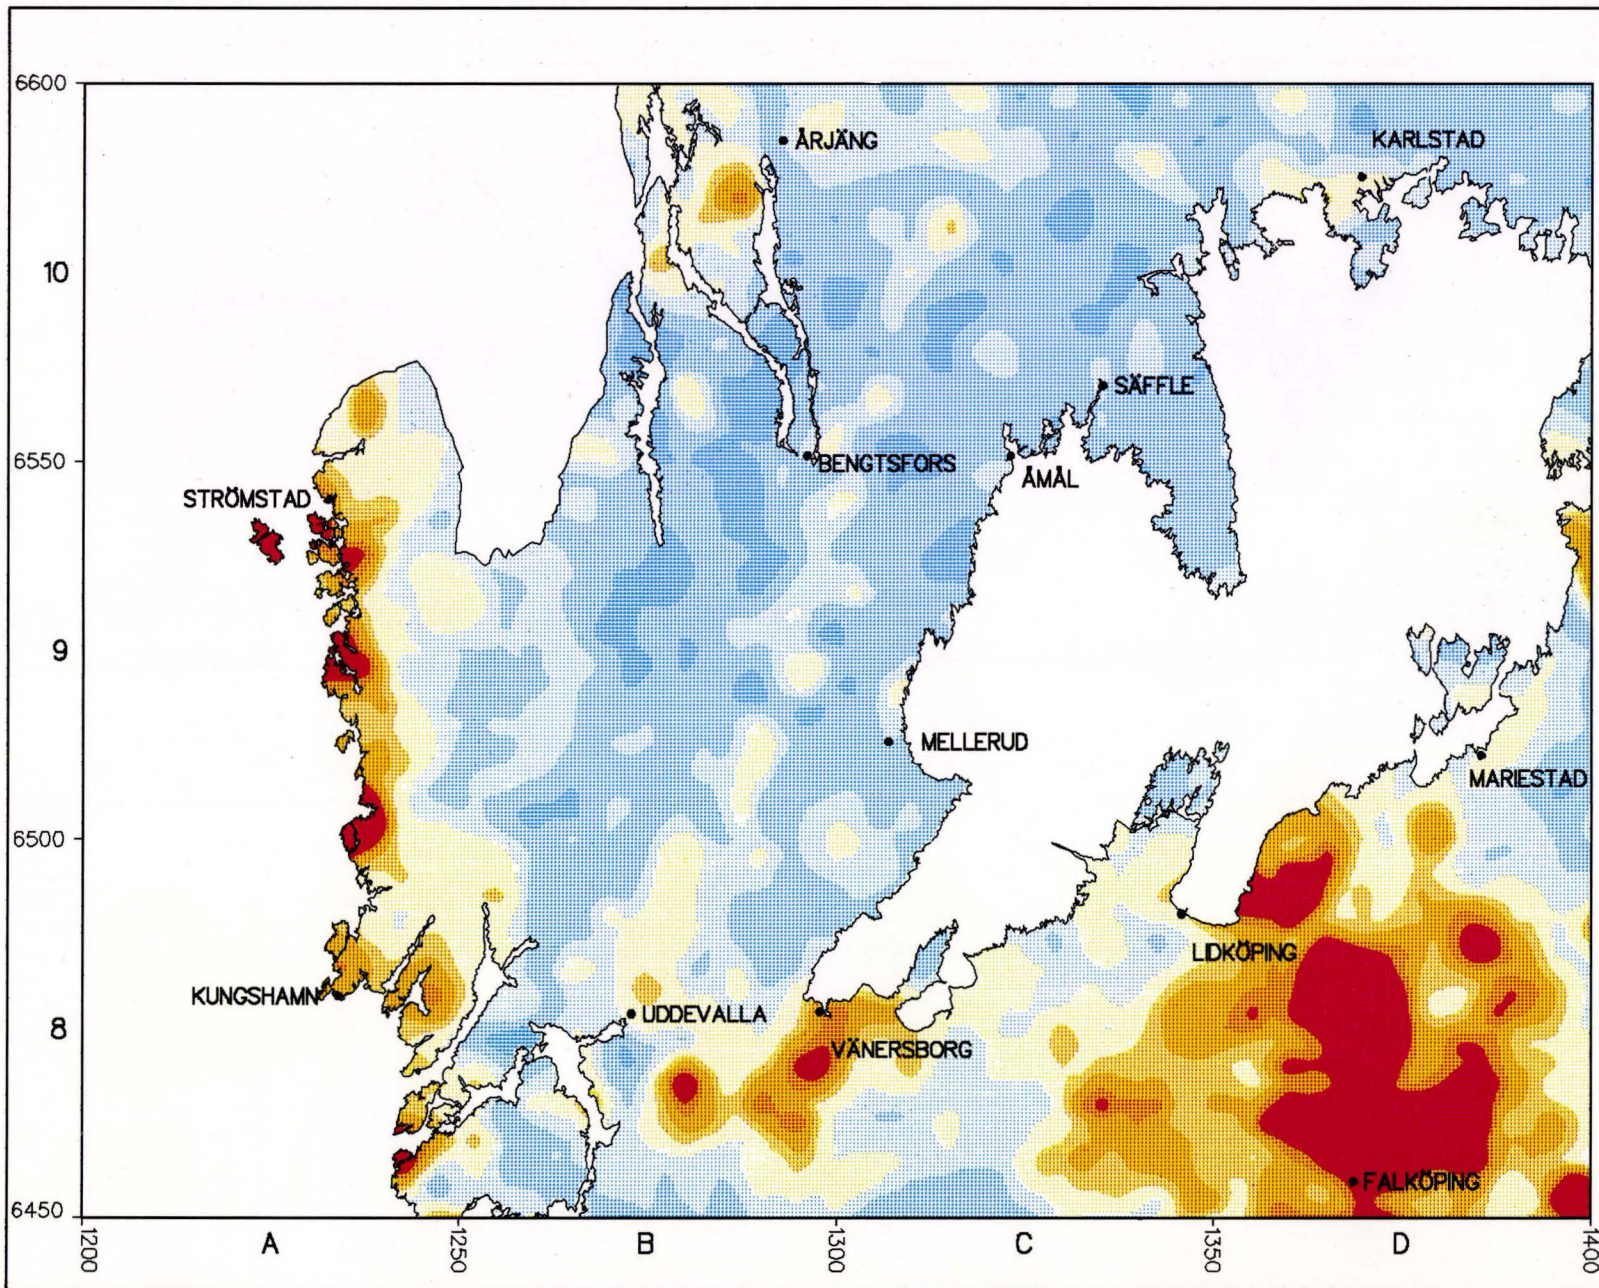 6600
ÅRJÄNG
KARLSTAD
10
SÄFFLE
6550
BENGTSFORS
ÅMÅL
STRÖMSTAD
9
MELLERUD
MARIESTAD
6500
LIDKÖPING
KUNGSHAMN
UDDEVALLA
8
VÄNERSBORG
FALKÖPING
6450
1200
A
1250
B
1300
C
1350
D
1400